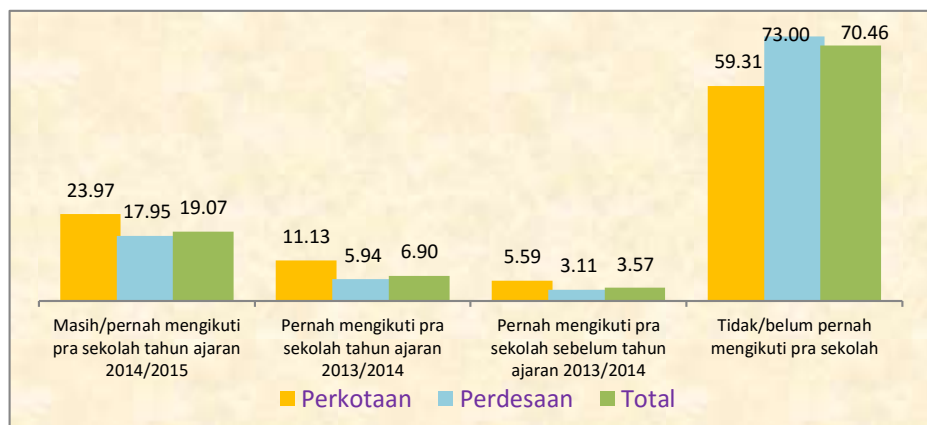 73.00
70.46
59.31
23.97
17.95
19.07
11.13
5.94
6.90
5.59
3.11
3.57
Masih/pernah mengikuti
pra sekolah tahun ajaran
2014/2015
Pernah mengikuti pra
sekolah tahun ajaran
2013/2014
Pernah mengikuti pra
sekolah sebelum tahun
ajaran 2013/2014
Tidak/belum pernah
mengikuti pra sekolah
Perkotaan Perdesaan Total